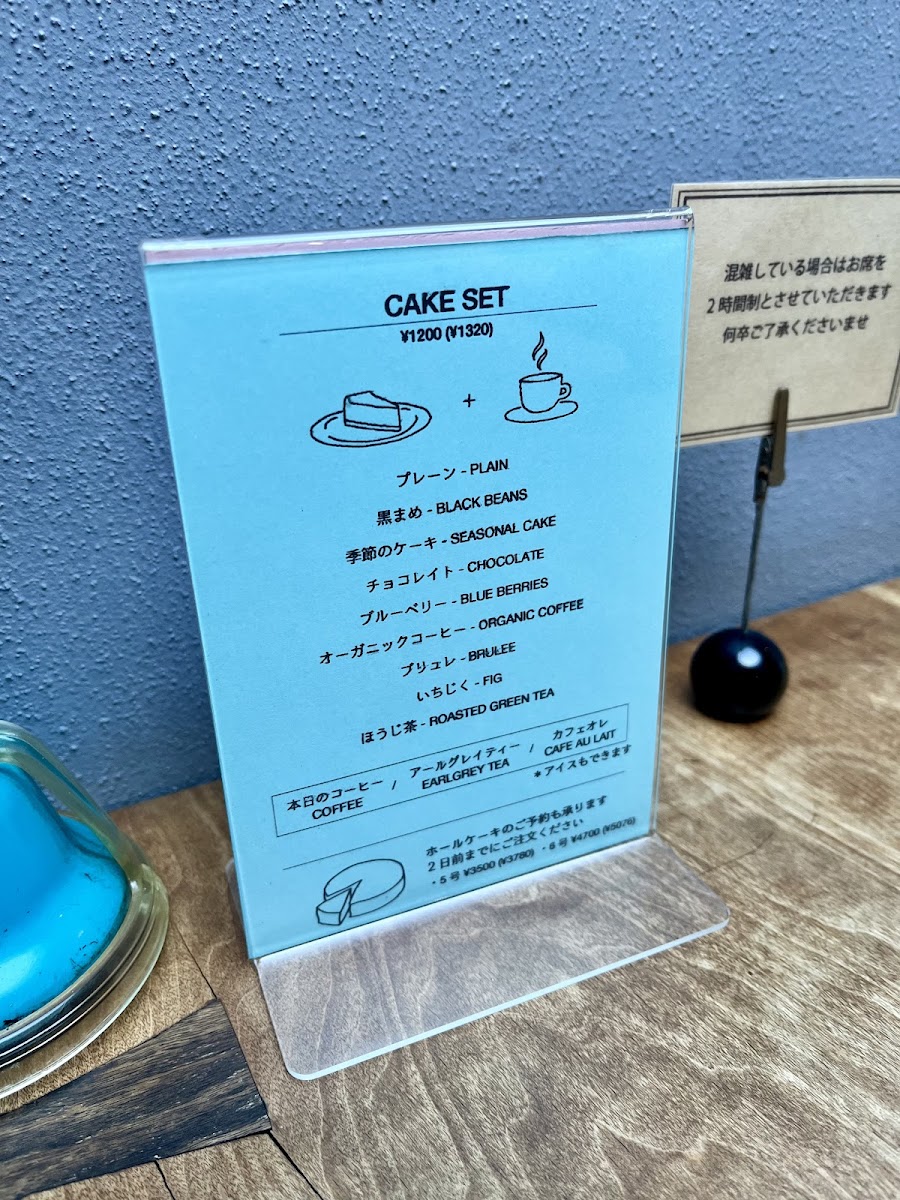 CAKE SET
¥1200 (¥1320)
+
プレーン - PLAIN
黒まめ - BLACK BEANS
季節のケーキ - SEASONAL CAKE
チョコレイト - CHOCOLATE
ブルーベリー - BLUE BERRIES
オーガニックコーヒー - ORGANIC COFFEE
ブリュレ - BRULEE
いちじく - FIG
ほうじ茶 - ROASTED GREEN TEA
本日のコーヒー / アールグレイティー / カフェオレ
COFFEE EARLGREY TEA CAFE AU LAIT
*アイスもできます
ホールケーキのご予約も承ります
2日前までにご注文ください
・5号 ¥3500 (¥3780) ・6号 ¥4700 (¥5076)
混雑している場合はお席を
2時間制とさせていただきます
何卒ご了承くださいませ